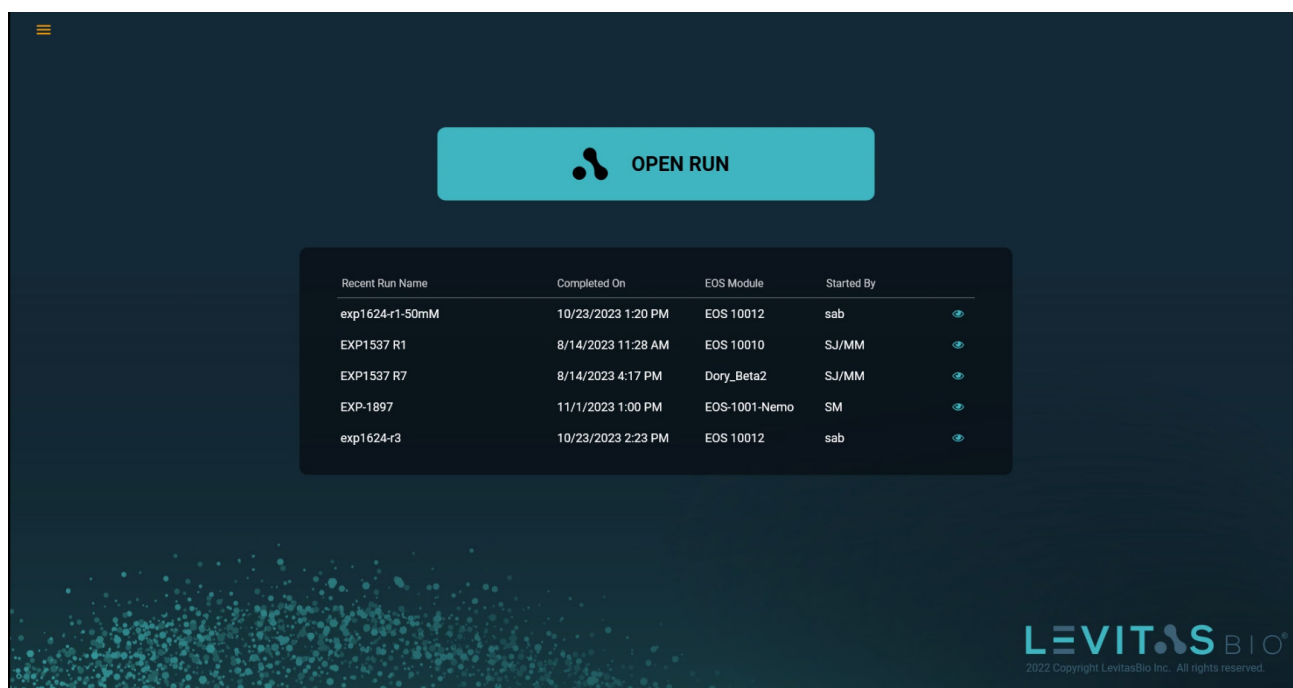 OPEN RUN
Recent Run Name Completed On EOS Module Started By
exp1624-r1-50mM 10/23/2023 1:20 PM EOS 10012 sab
EXP1537 R1 8/14/2023 11:28 AM EOS 10010 SJ/MM
EXP1537 R7 8/14/2023 4:17 PM Dory_Beta2 SJ/MM
EXP-1897 11/1/2023 1:00 PM EOS-1001-Nemo SM
exp1624-r3 10/23/2023 2:23 PM EOS 10012 sab
LEVITAS BIO®
2022 Copyright LevitasBio Inc. All rights reserved.